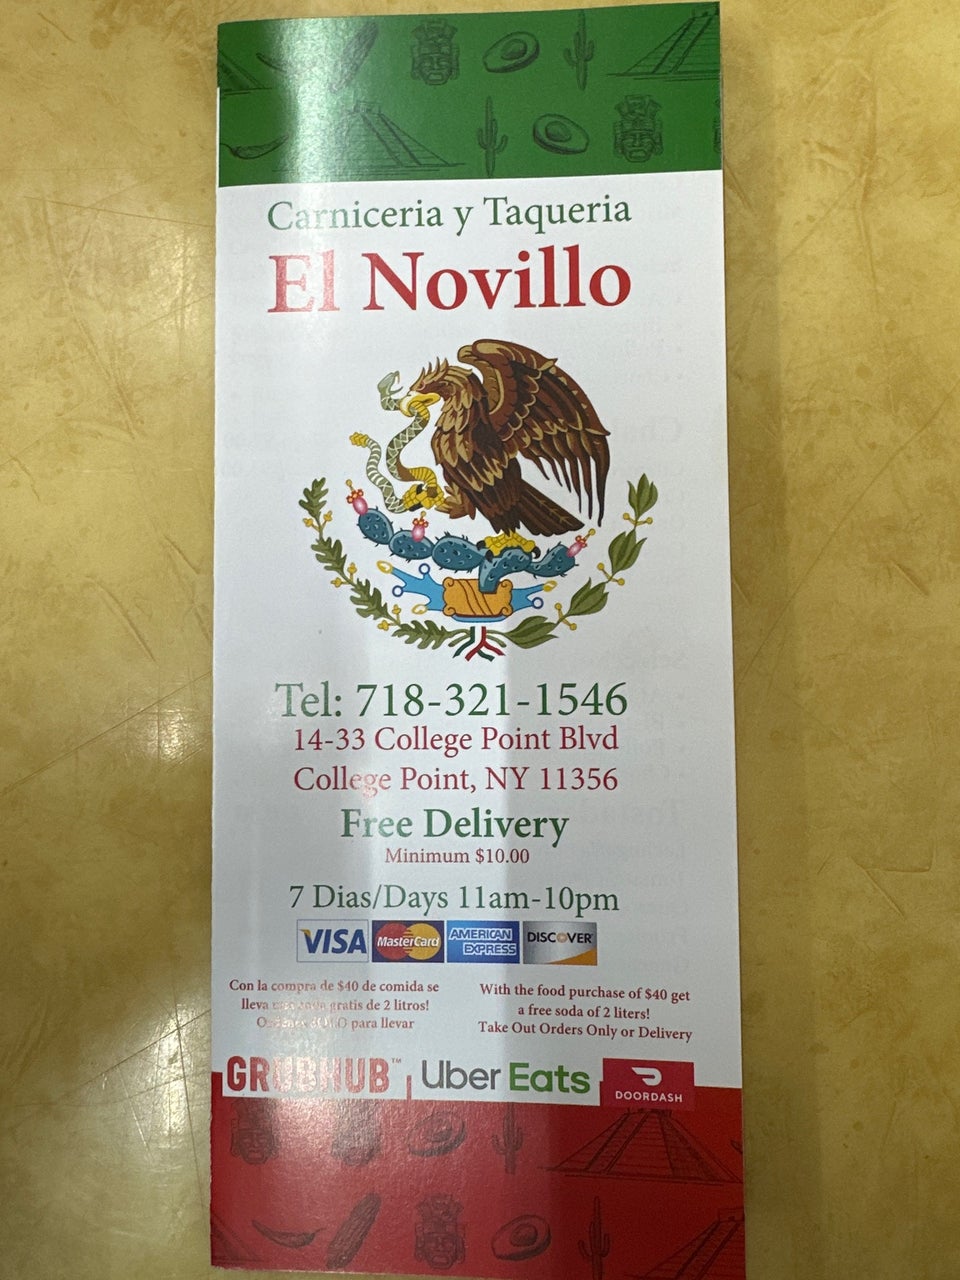 Carniceria y Taqueria
El Novillo
Tel: 718-321-1546
14-33 College Point Blvd
College Point, NY 11356
Free Delivery
Minimum $10.00
7 Dias/Days 11am-10pm
VISA MasterCard AMERICAN EXPRESS DISCOVER
Con la compra de $40 de comida se
lleva gratis de 2 litros!
para llevar
With the food purchase of $40 get
a free soda of 2 liters!
Take Out Orders Only or Delivery
GRUBHUB™ Uber Eats DOORDASH